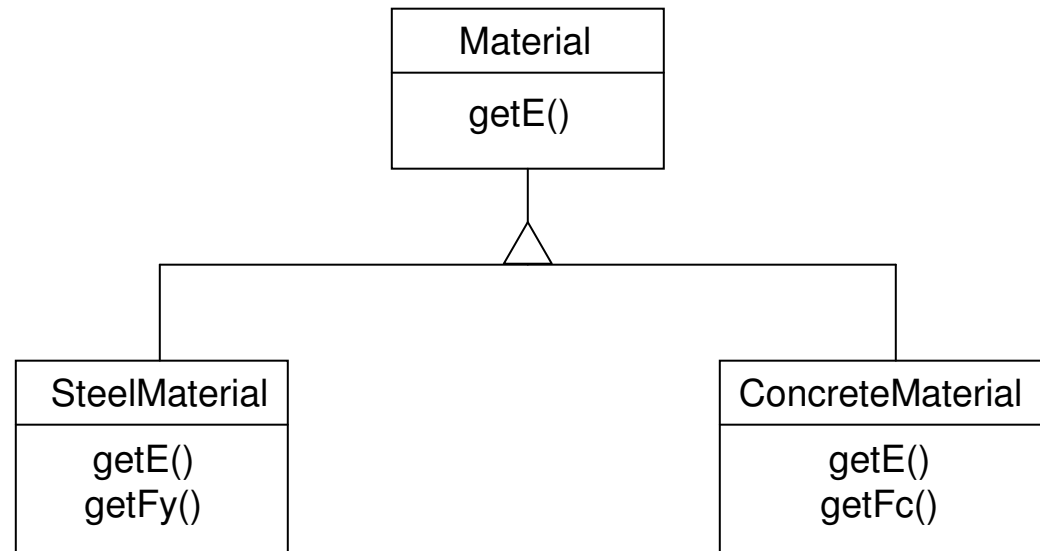 Material
getE()
SteelMaterial
getE()
getFy()
ConcreteMaterial
getE()
getFc()